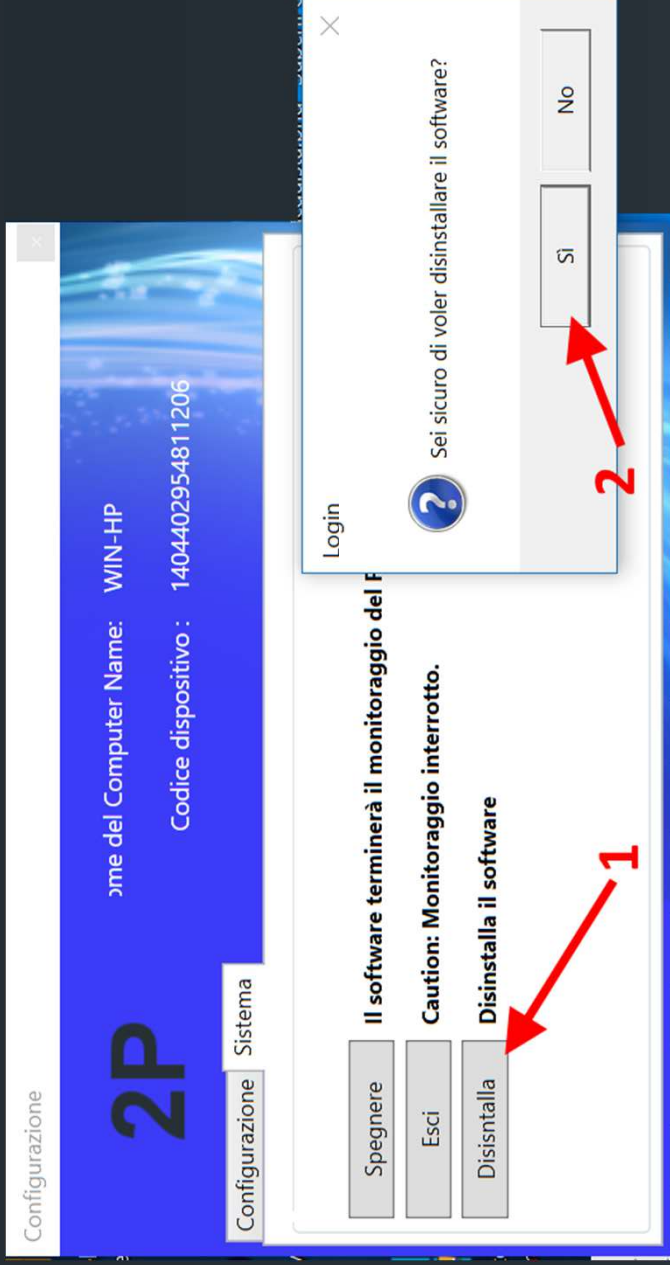 Configurazione
2P
ome del Computer Name: WIN-HP
Codice dispositivo : 1404402954811206
Configurazione Sistema
Spegnere Il software terminerà il monitoraggio del P
Esci Caution: Monitoraggio interrotto.
Disisntalla Disinstalla il software
1
Login
Sei sicuro di voler disinstallare il software?
Sì No
2